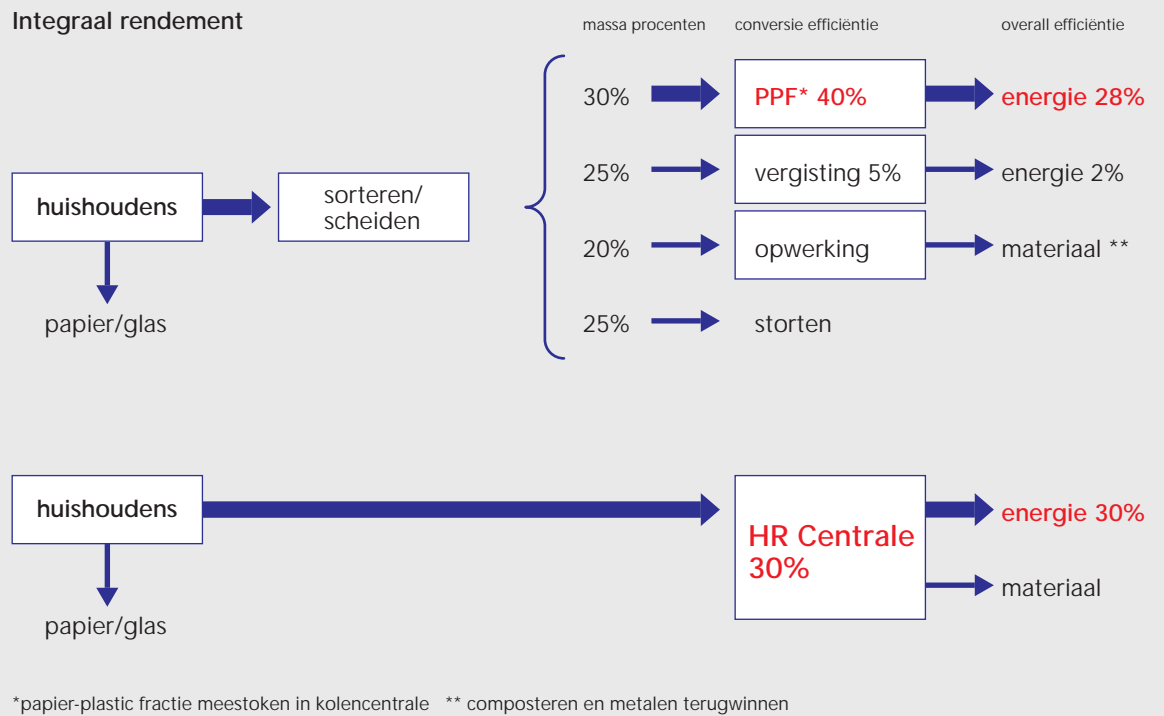 Integraal rendement
massa procenten
conversie efficiëntie
overall efficiëntie
30%
PPF* 40%
energie 28%
huishoudens
sorteren/
scheiden
25%
vergisting 5%
energie 2%
20%
opwerking
materiaal **
papier/glas
25%
storten
huishoudens
HR Centrale
30%
energie 30%
materiaal
papier/glas
*papier-plastic fractie meestoken in kolencentrale ** composteren en metalen terugwinnen